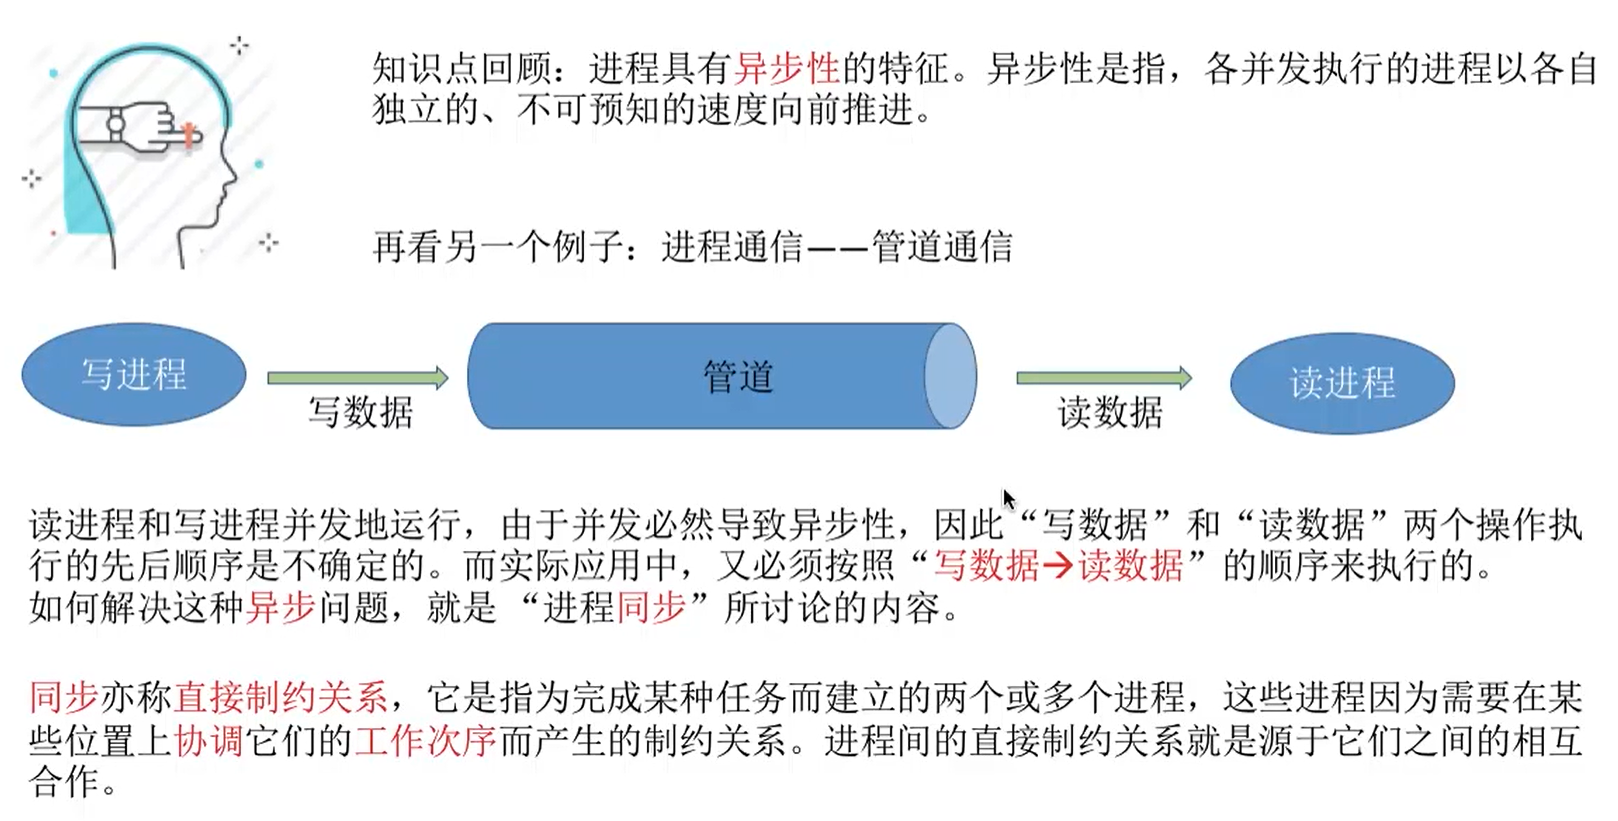 知识点回顾：进程具有异步性的特征。异步性是指，各并发执行的进程以各自
独立的、不可预知的速度向前推进。
再看另一个例子：进程通信——管道通信
写进程
写数据
管道
读数据
读进程
读进程和写进程并发地运行，由于并发必然导致异步性，因此“写数据”和“读数据”两个操作执
行的先后顺序是不确定的。而实际应用中，又必须按照“写数据→读数据”的顺序来执行的。
如何解决这种异步问题，就是 “进程同步”所讨论的内容。
同步亦称直接制约关系，它是指为完成某种任务而建立的两个或多个进程，这些进程因为需要在某
些位置上协调它们的工作次序而产生的制约关系。进程间的直接制约关系就是源于它们之间的相互
合作。